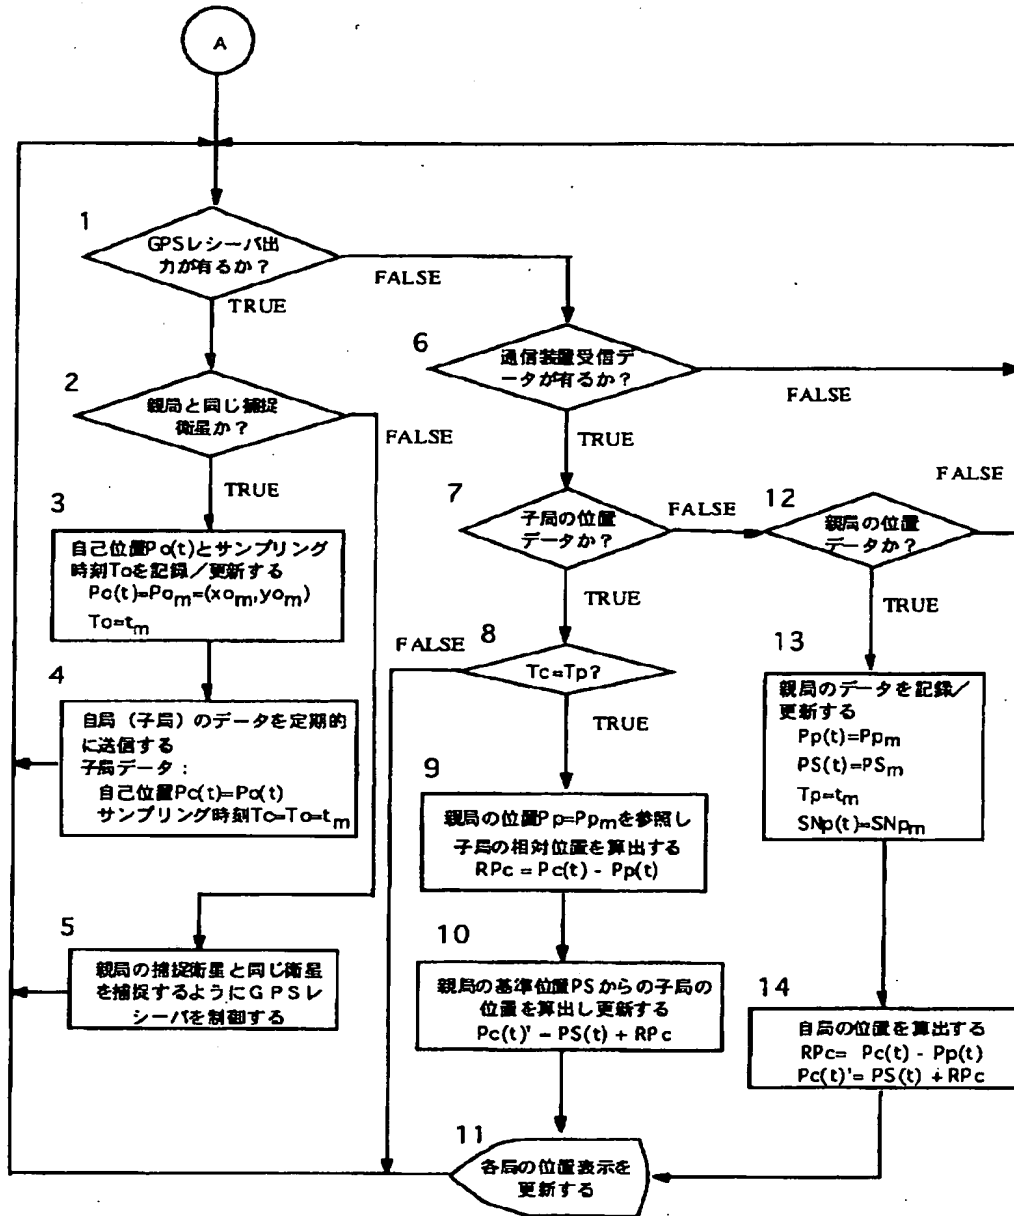 A
1
GPSレシーバ出
力が有るか？
FALSE
TRUE
2
親局と同じ捕捉
衛星か？
FALSE
TRUE
3
自己位置Po(t)とサンプリング
時刻Toを記録／更新する
Po(t)=Pom=(xom,yom)
To=tm
4
自局（子局）のデータを定期的
に送信する
子局データ：
自己位置Pc(t)=Po(t)
サンプリング時刻Tc=To=tm
5
親局の捕捉衛星と同じ衛星
を捕捉するようにGPSレ
シーバを制御する
6
通信装置受信デ
ータが有るか？
FALSE
TRUE
7
子局の位置
データか？
FALSE
TRUE
8
FALSE
Tc=Tp?
TRUE
9
親局の位置Pp=Ppmを参照し
子局の相対位置を算出する
RPc = Pc(t) - Pp(t)
10
親局の基準位置PSからの子局の
位置を算出し更新する
Pc(t)' = PS(t) + RPc
11
各局の位置表示を
更新する
12
親局の位置
データか？
FALSE
TRUE
13
親局のデータを記録／
更新する
Pp(t)=Ppm
PS(t)=PSm
Tp=tm
SNp(t)=SNpm
14
自局の位置を算出する
RPc= Pc(t) - Pp(t)
Pc(t)'= PS(t) + RPc